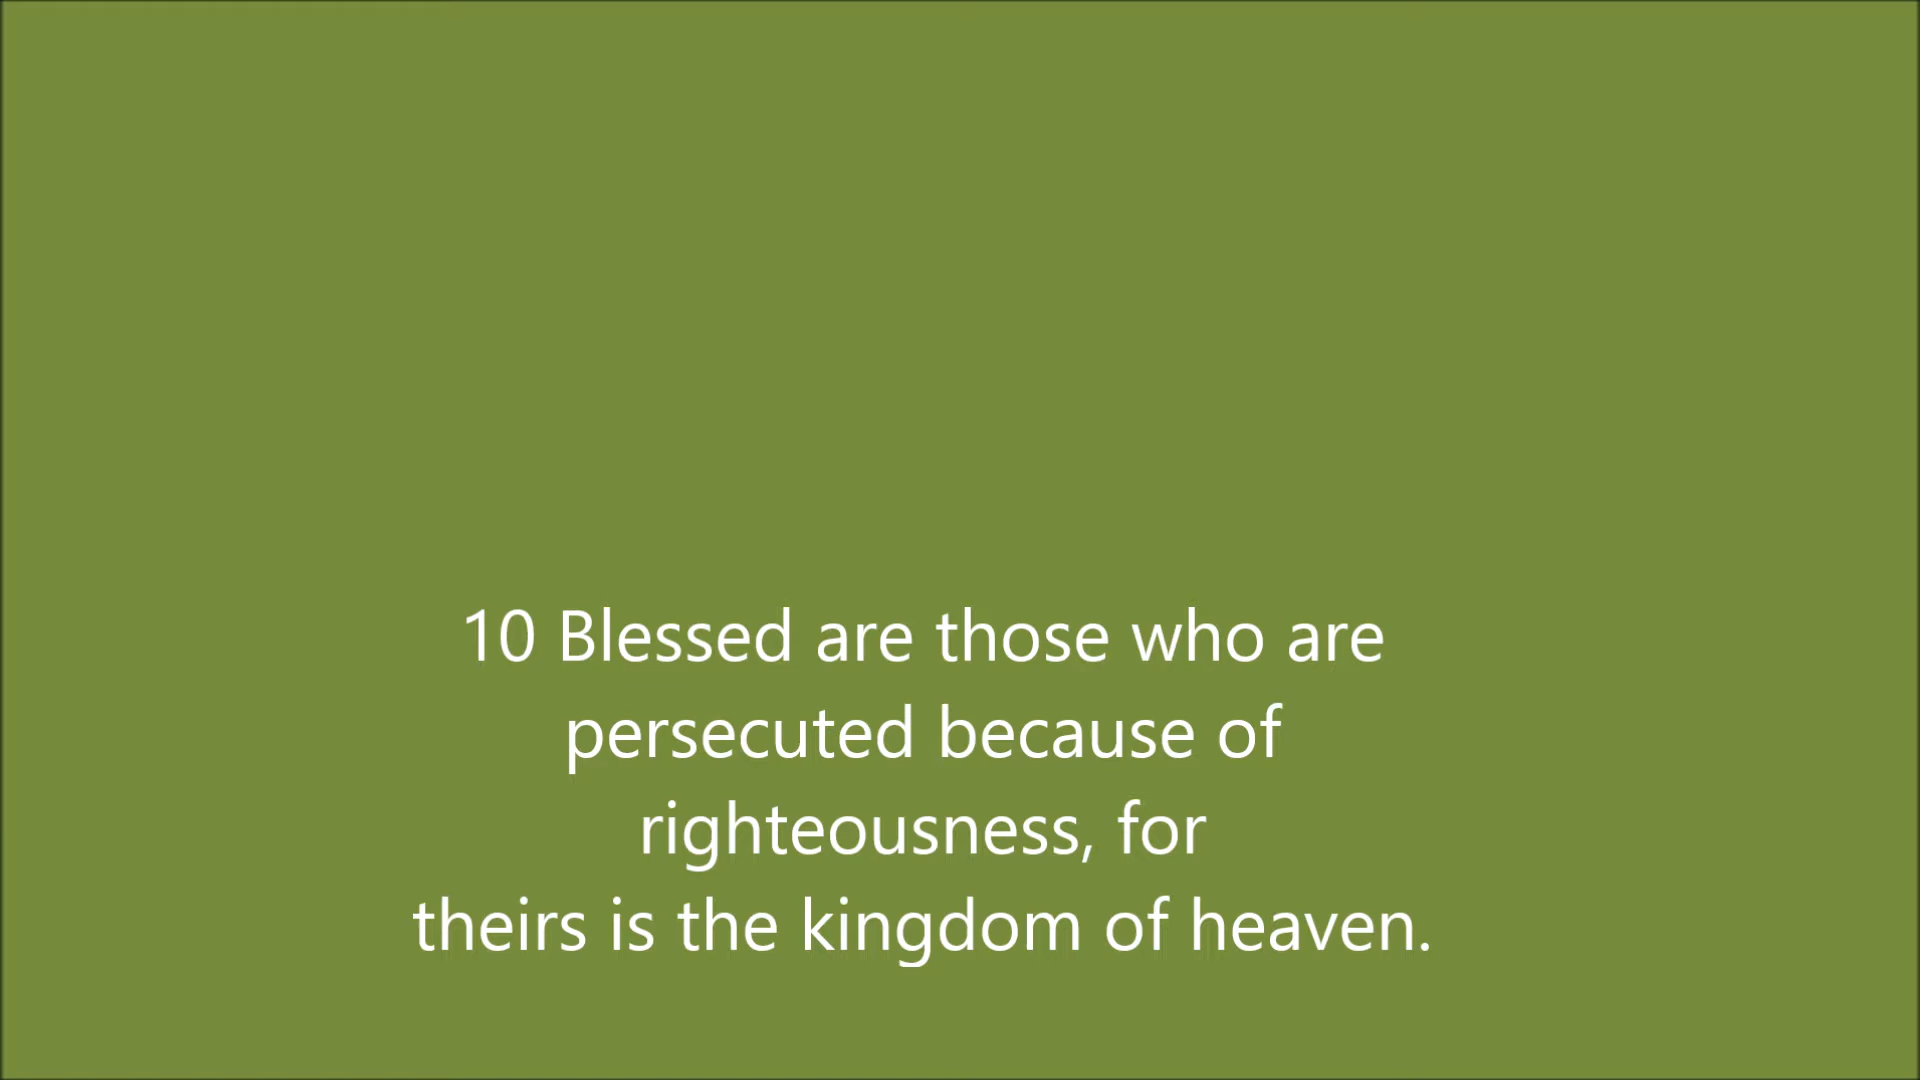 10 Blessed are those who are
persecuted because of
righteousness, for
theirs is the kingdom of heaven.